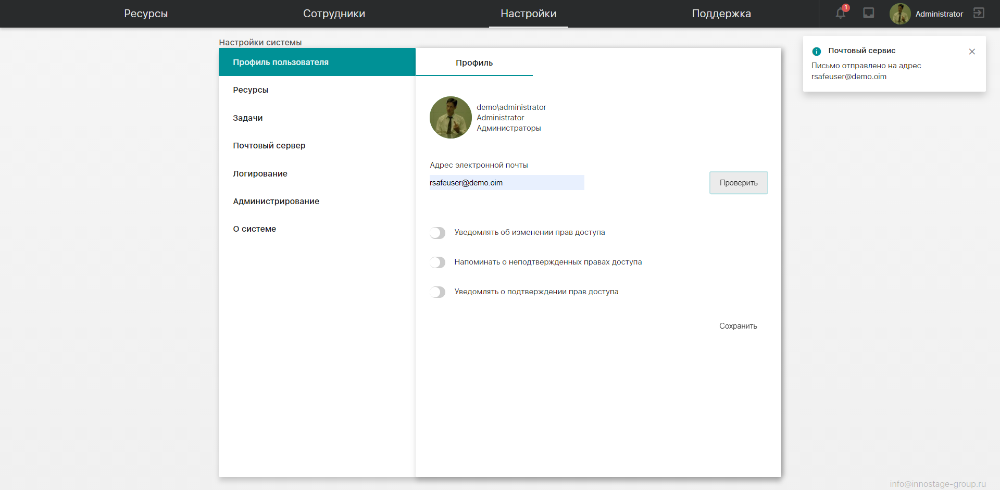 Ресурсы
Сотрудники
Настройки
Поддержка
1
Administrator
Настройки системы
Профиль пользователя
Ресурсы
Задачи
Почтовый сервер
Логирование
Администрирование
О системе
Профиль
demo\administrator
Administrator
Администраторы
Адрес электронной почты
rsafeuser@demo.oim
Проверить
Уведомлять об изменении прав доступа
Напоминать о неподтвержденных правах доступа
Уведомлять о подтверждении прав доступа
Сохранить
Почтовый сервис
Письмо отправлено на адрес
rsafeuser@demo.oim
info@innostage-group.ru